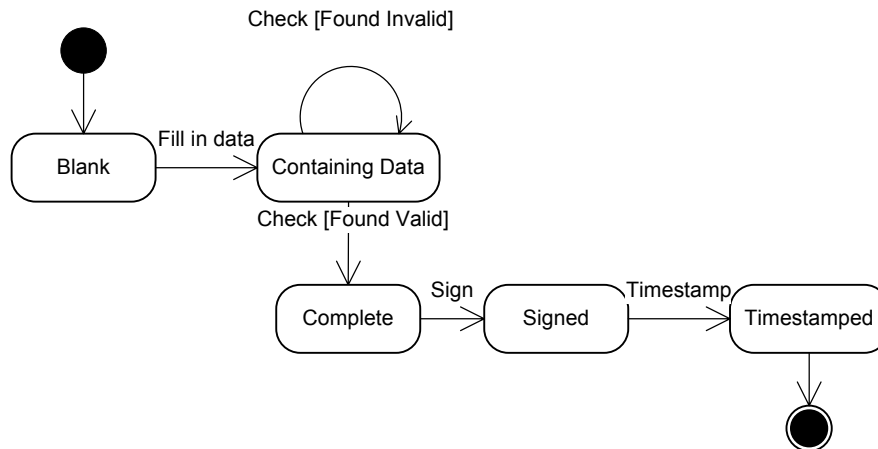 Check [Found Invalid]
Fill in data
Blank
Containing Data
Check [Found Valid]
Sign
Timestamp
Complete
Signed
Timestamped